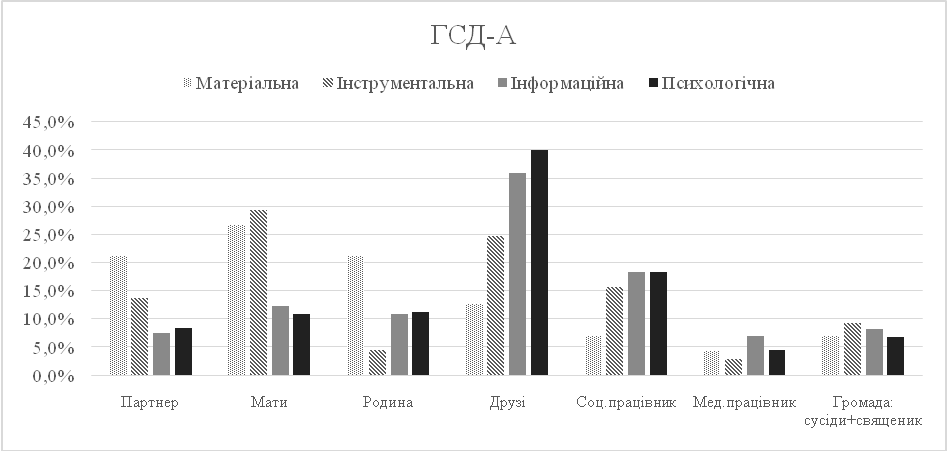 ГСД-А
Матеріальна Інструментальна Інформаційна Психологічна
45,0%
40,0%
35,0%
30,0%
25,0%
20,0%
15,0%
10,0%
5,0%
0,0%
Партнер Мати Родина Друзі Соц.працівник Мед.працівник Громада:
сусіди+священик